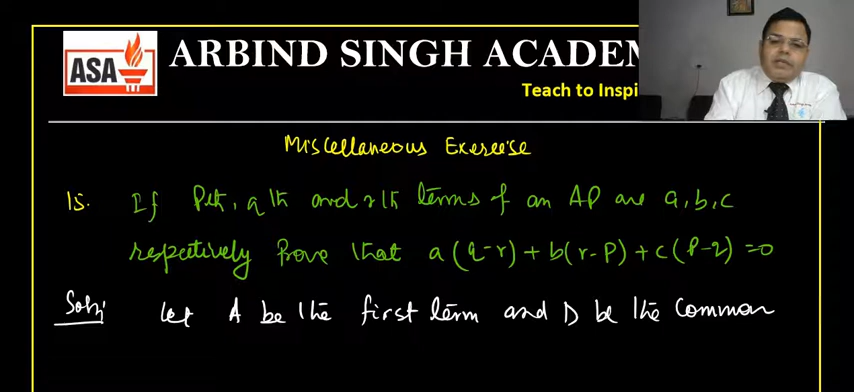 ASA
ARBIND SINGH ACADEM
Teach to Inspi
Miscellaneous Exercise
15. If Pth, qth and rth terms of an AP are a, b, c
respectively Prove that a(q-r) + b(r-P) + c(P-q) = 0
Soln: Let A be the first term and D be the Common